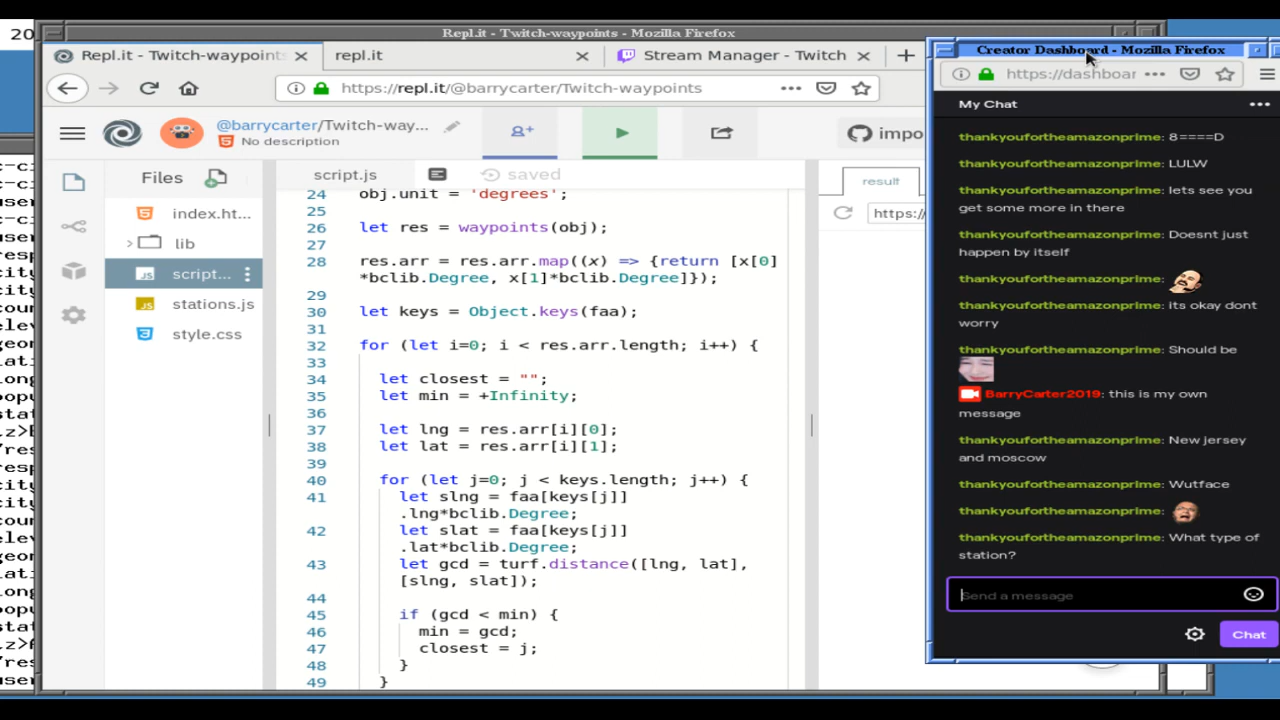 20
Repl.it - Twitch-waypoints - Mozilla Firefox
Repl.it - Twitch-waypoints
repl.it
Stream Manager - Twitch
https://repl.it/@barrycarter/Twitch-waypoints
@barrycarter/Twitch-way...
No description
impo
Files
script.js
saved
result
https:/
index.ht...
lib
script...
stations.js
style.css
24 obj.unit = 'degrees';
25
26 let res = waypoints(obj);
27
28 res.arr = res.arr.map((x) => {return [x[0]
*bclib.Degree, x[1]*bclib.Degree]});
29
30 let keys = Object.keys(faa);
31
32 for (let i=0; i < res.arr.length; i++) {
33
34 let closest = "";
35 let min = +Infinity;
36
37 let lng = res.arr[i][0];
38 let lat = res.arr[i][1];
39
40 for (let j=0; j < keys.length; j++) {
41 let slng = faa[keys[j]]
.lng*bclib.Degree;
42 let slat = faa[keys[j]]
.lat*bclib.Degree;
43 let gcd = turf.distance([lng, lat],
[slng, slat]);
44
45 if (gcd < min) {
46 min = gcd;
47 closest = j;
48 }
49 }
Creator Dashboard - Mozilla Firefox
https://dashboar
My Chat
thankyoufortheamazonprime: 8====D
thankyoufortheamazonprime: LULW
thankyoufortheamazonprime: lets see you
get some more in there
thankyoufortheamazonprime: Doesnt just
happen by itself
thankyoufortheamazonprime:
thankyoufortheamazonprime: its okay dont
worry
thankyoufortheamazonprime: Should be
BarryCarter2019: this is my own
message
thankyoufortheamazonprime: New jersey
and moscow
thankyoufortheamazonprime: Wutface
thankyoufortheamazonprime:
thankyoufortheamazonprime: What type of
station?
Send a message
Chat